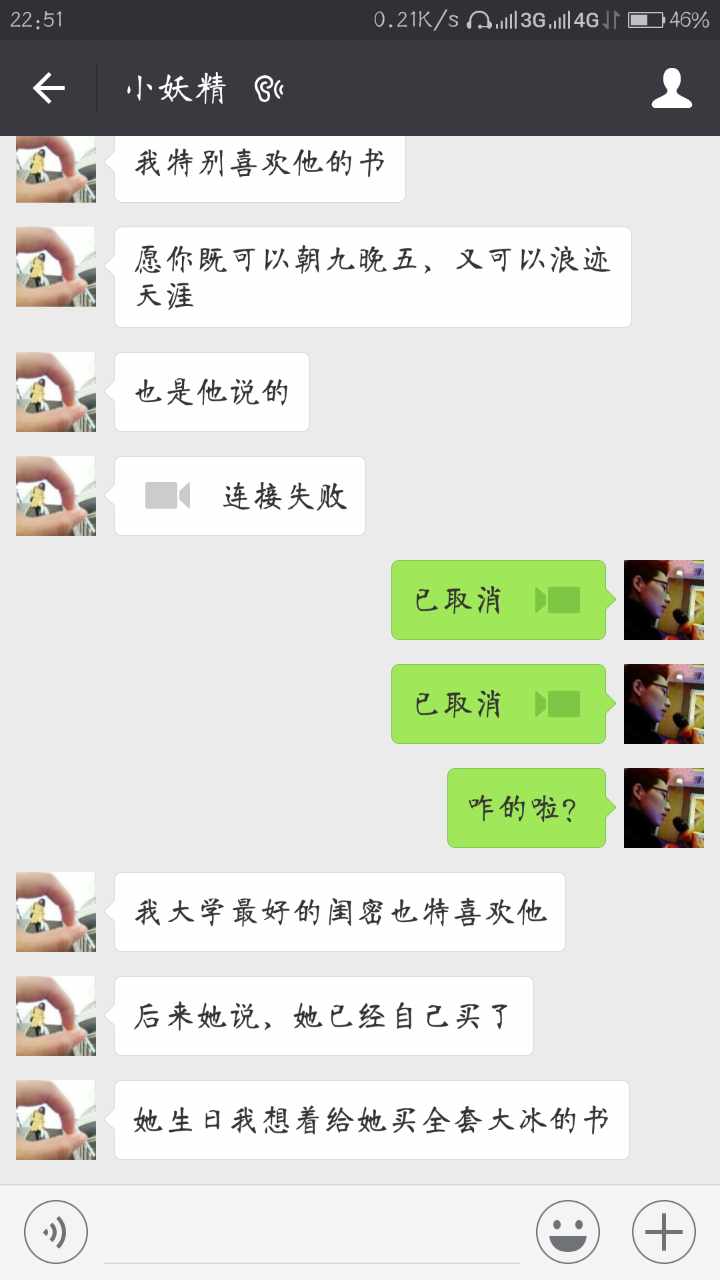 22:51
0.21K/s 3G 4G 46%
小妖精
我特别喜欢他的书
愿你既可以朝九晚五、又可以浪迹
天涯
也是他说的
连接失败
已取消
已取消
咋的啦?
我大学最好的闺密也特喜欢他
后来她说，她已经自己买了
她生日我想着给她买全套大冰的书